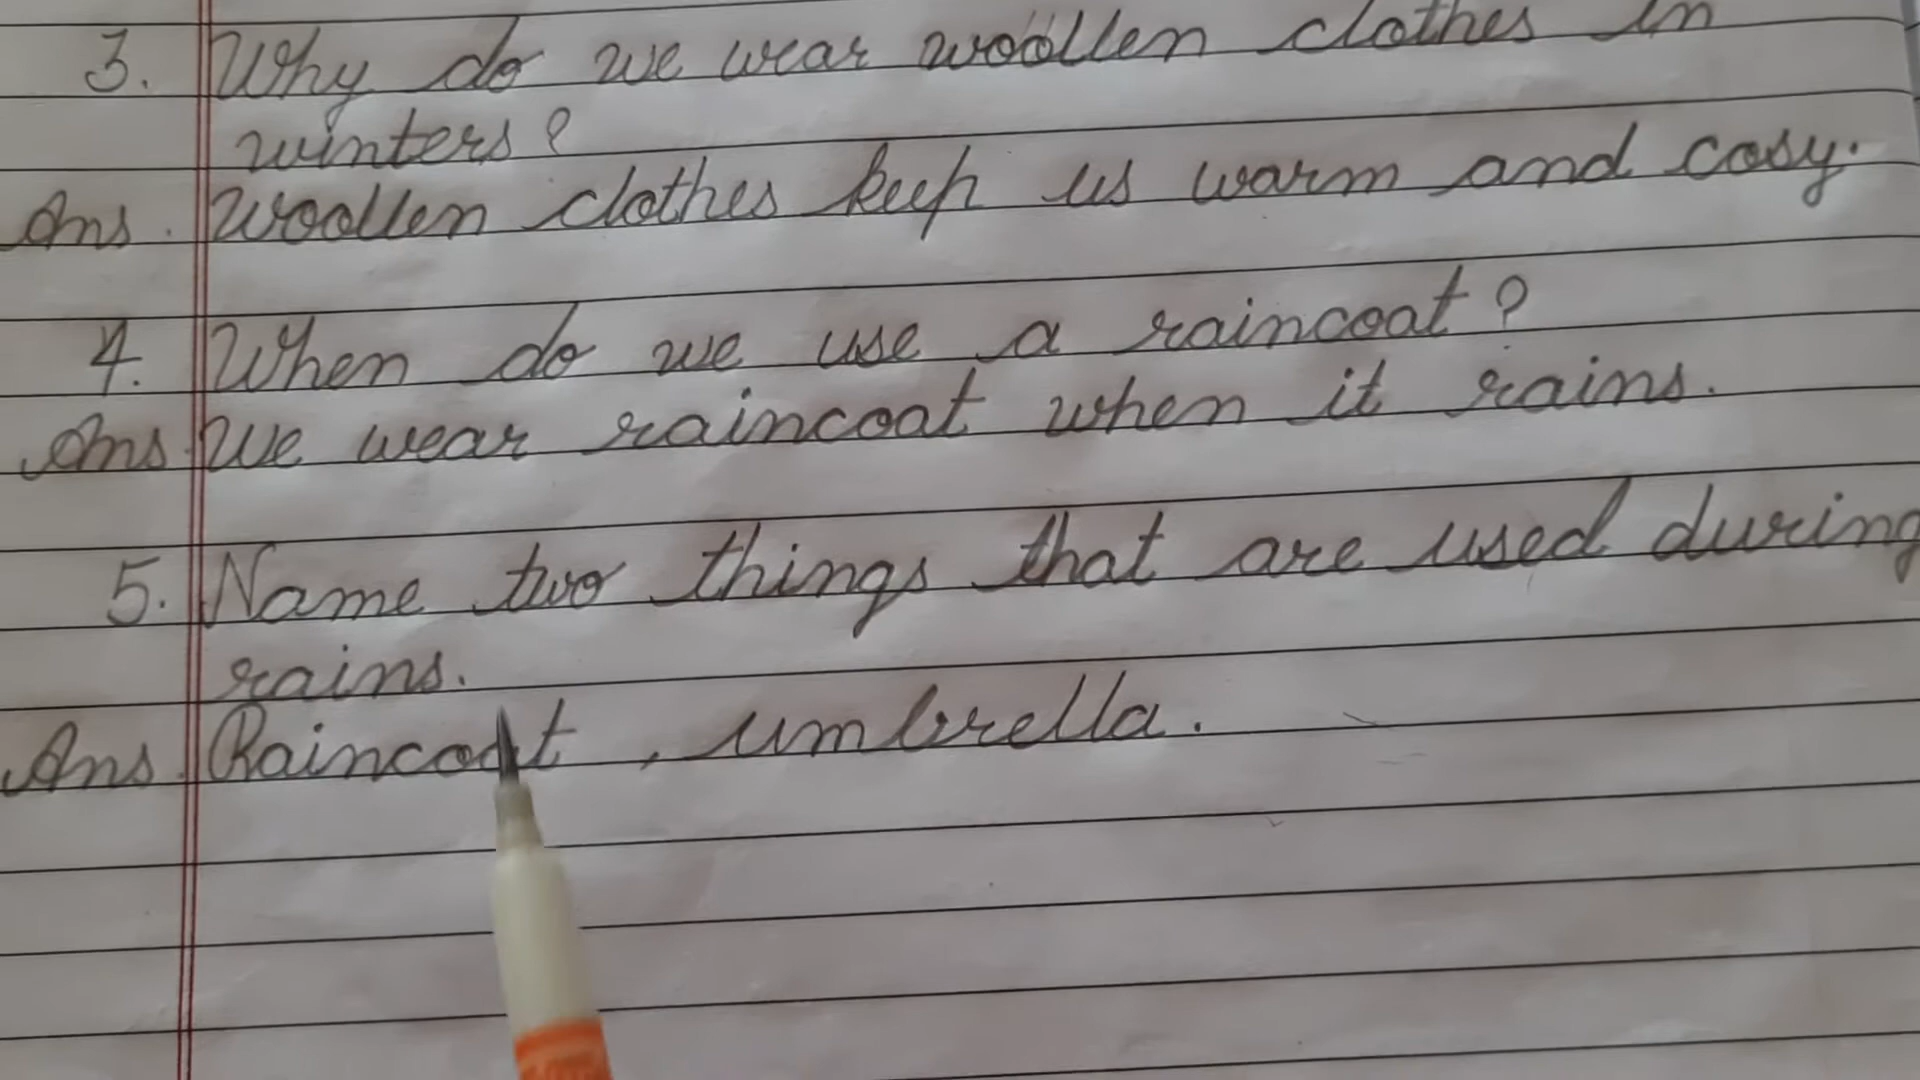 3. Why do we wear woollen clothes in
winters?
Ans. Woollen clothes keep us warm and cosy.
4. When do we use a raincoat?
Ans. We wear raincoat when it rains.
5. Name two things that are used during
rains.
Ans. Raincoat, umbrella.